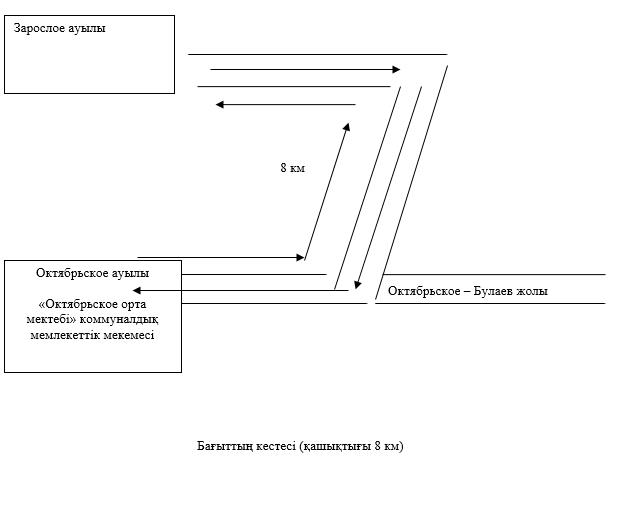 Зарослое ауылы
8 км
Октябрьское ауылы
«Октябрьское орта
мектебі» коммуналдық
мемлекеттік мекемесі
Октябрьское – Булаев жолы
Бағыттың кестесі (қашықтығы 8 км)